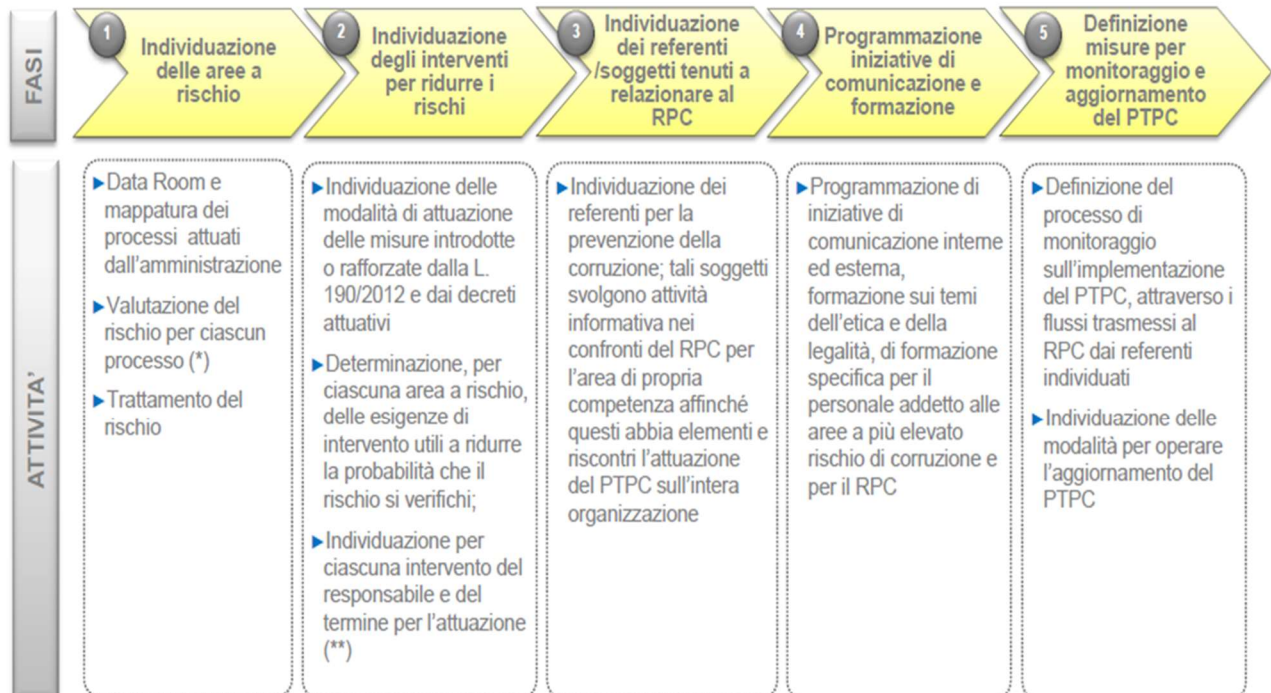 FASI
1
Individuazione
delle aree a
rischio
2
Individuazione
degli interventi
per ridurre i
rischi
3
Individuazione
dei referenti
/soggetti tenuti a
relazionare al
RPC
4
Programmazione
iniziative di
comunicazione e
formazione
5
Definizione
misure per
monitoraggio e
aggiornamento
del PTPC
ATTIVITA'
►Data Room e
mappatura dei
processi attuati
dall'amministrazione
►Valutazione del
rischio per ciascun
processo (*)
►Trattamento del
rischio
►Individuazione delle
modalità di attuazione
delle misure introdotte
o rafforzate dalla L.
190/2012 e dai decreti
attuativi
►Determinazione, per
ciascuna area a rischio,
delle esigenze di
intervento utili a ridurre
la probabilità che il
rischio si verifichi;
►Individuazione per
ciascuna intervento del
responsabile e del
termine per l'attuazione
(**)
►Individuazione dei
referenti per la
prevenzione della
corruzione; tali soggetti
svolgono attività
informativa nei
confronti del RPC per
l'area di propria
competenza affinché
questi abbia elementi e
riscontri l'attuazione
del PTPC sull'intera
organizzazione
►Programmazione di
iniziative di
comunicazione interne
ed esterna,
formazione sui temi
dell'etica e della
legalità, di formazione
specifica per il
personale addetto alle
aree a più elevato
rischio di corruzione e
per il RPC
►Definizione del
processo di
monitoraggio
sull'implementazione
del PTPC, attraverso i
flussi trasmessi al
RPC dai referenti
individuati
►Individuazione delle
modalità per operare
l'aggiornamento del
PTPC